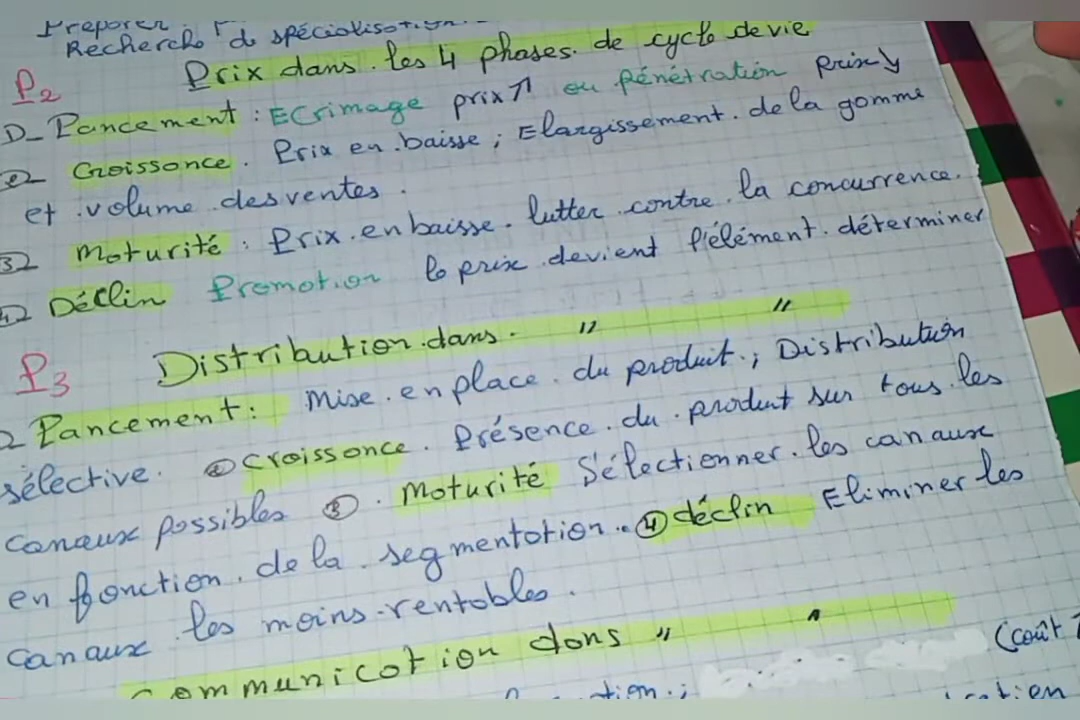 Préparer
Recherche de spécialisation
P2 Prix dans les 4 phases de cycle de vie
1- Lancement : ECrimage prix ↗ ou pénétration prix ↘
2 Croissance. Prix en baisse ; Elargissement de la gamme
et volume des ventes.
3 maturité : Prix en baisse. lutter contre la concurrence.
4 Déclin Promotion le prix devient l'élément déterminer
P3 Distribution dans. " "
Lancement : Mise en place du produit ; Distribution
sélective. ② croissance. Présence du produit sur tous les
canaux possibles ③. Maturité Sélectionner les canaux
en fonction de la segmentation. ④ déclin Eliminer les
canaux les moins rentables.
Communication dans " "
(coût